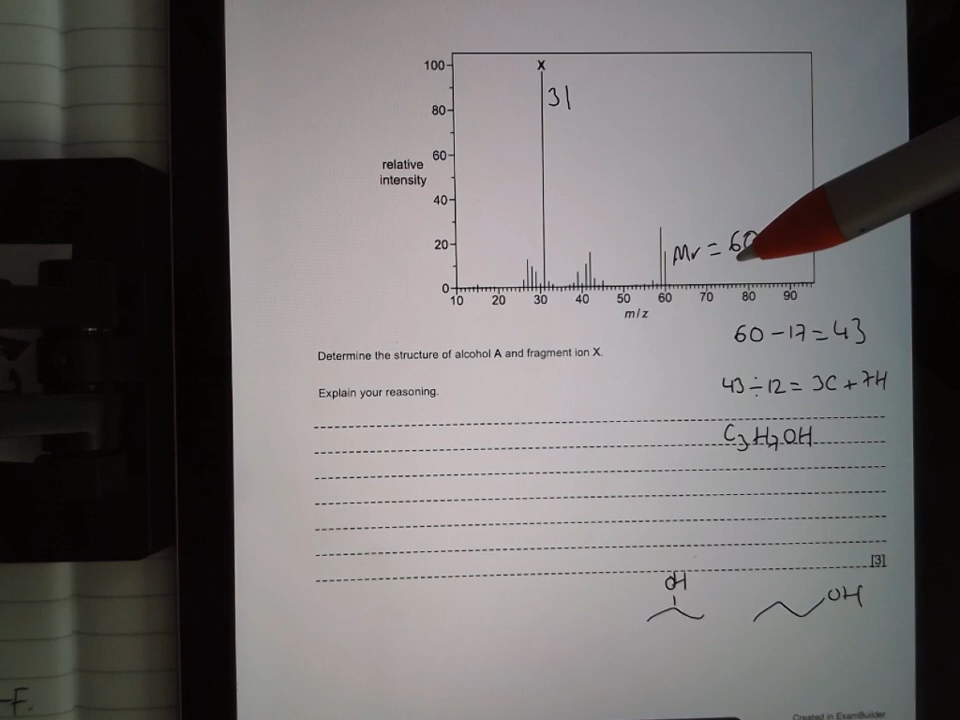 100
X
31
80
relative
intensity
60
40
20
Mr = 60
0
10 20 30 40 50 60 70 80 90
m/z
60 - 17 = 43
Determine the structure of alcohol A and fragment ion X.
43 ÷ 12 = 3C + 7H
Explain your reasoning.
C3H7OH
[3]
OH
OH
-F.
Created in ExamBuilder